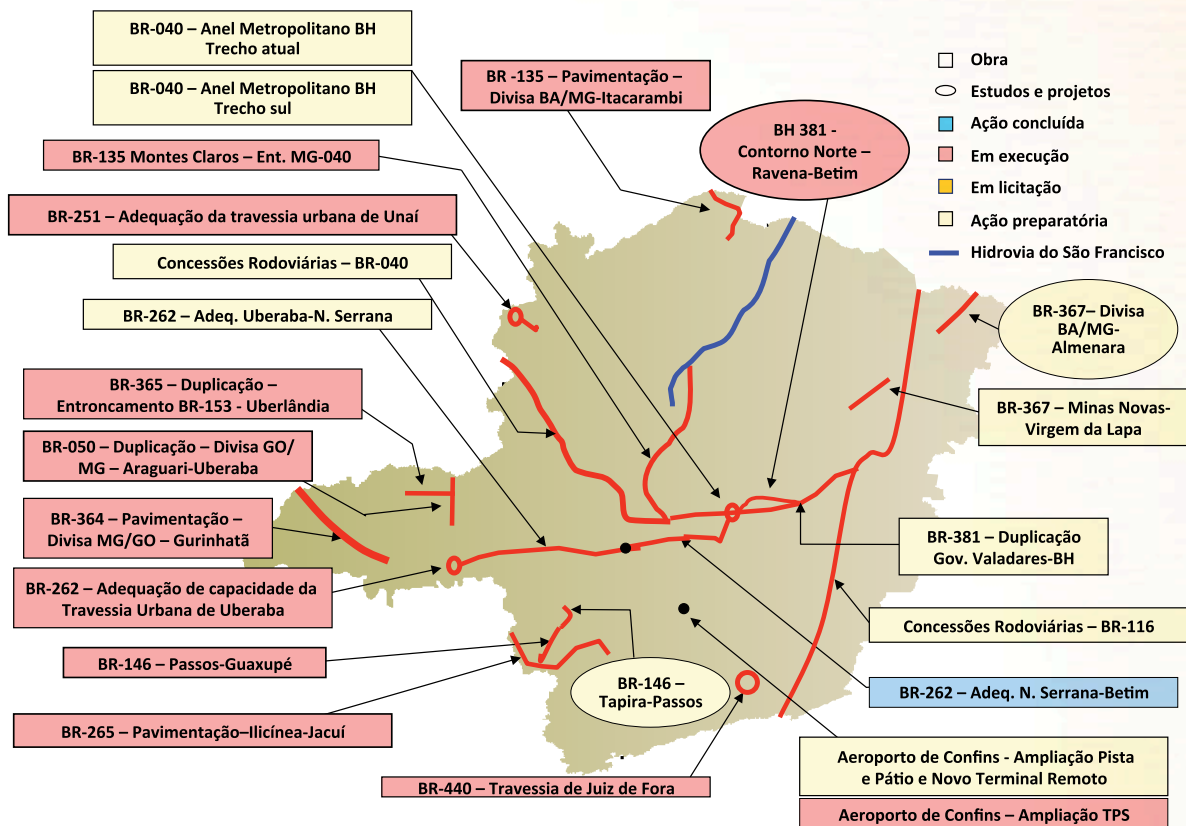 BR-040 – Anel Metropolitano BH
Trecho atual
BR-040 – Anel Metropolitano BH
Trecho sul
BR-135 Montes Claros – Ent. MG-040
BR-251 – Adequação da travessia urbana de Unaí
Concessões Rodoviárias – BR-040
BR-262 – Adeq. Uberaba-N. Serrana
BR-365 – Duplicação –
Entroncamento BR-153 - Uberlândia
BR-050 – Duplicação – Divisa GO/
MG – Araguari-Uberaba
BR-364 – Pavimentação –
Divisa MG/GO – Gurinhatã
BR-262 – Adequação de capacidade da
Travessia Urbana de Uberaba
BR-146 – Passos-Guaxupé
BR-265 – Pavimentação–Ilicínea-Jacuí
BR -135 – Pavimentação –
Divisa BA/MG-Itacarambi
BH 381 -
Contorno Norte –
Ravena-Betim
Obra
Estudos e projetos
Ação concluída
Em execução
Em licitação
Ação preparatória
Hidrovia do São Francisco
BR-367– Divisa
BA/MG-
Almenara
BR-367 – Minas Novas-
Virgem da Lapa
BR-381 – Duplicação
Gov. Valadares-BH
Concessões Rodoviárias – BR-116
BR-262 – Adeq. N. Serrana-Betim
BR-146 –
Tapira-Passos
BR-440 – Travessia de Juiz de Fora
Aeroporto de Confins - Ampliação Pista
e Pátio e Novo Terminal Remoto
Aeroporto de Confins – Ampliação TPS